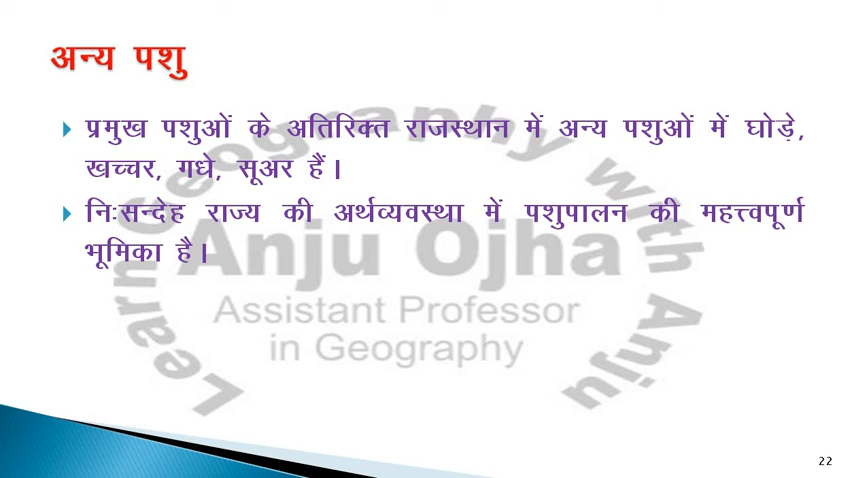 अन्य पशु
प्रमुख पशुओं के अतिरिक्त राजस्थान में अन्य पशुओं में घोड़े,
खच्चर, गधे, सूअर हैं।
निःसन्देह राज्य की अर्थव्यवस्था में पशुपालन की महत्त्वपूर्ण
भूमिका है।
Learn Geography with Anju
Anju Ojha
Assistant Professor
in Geography
22